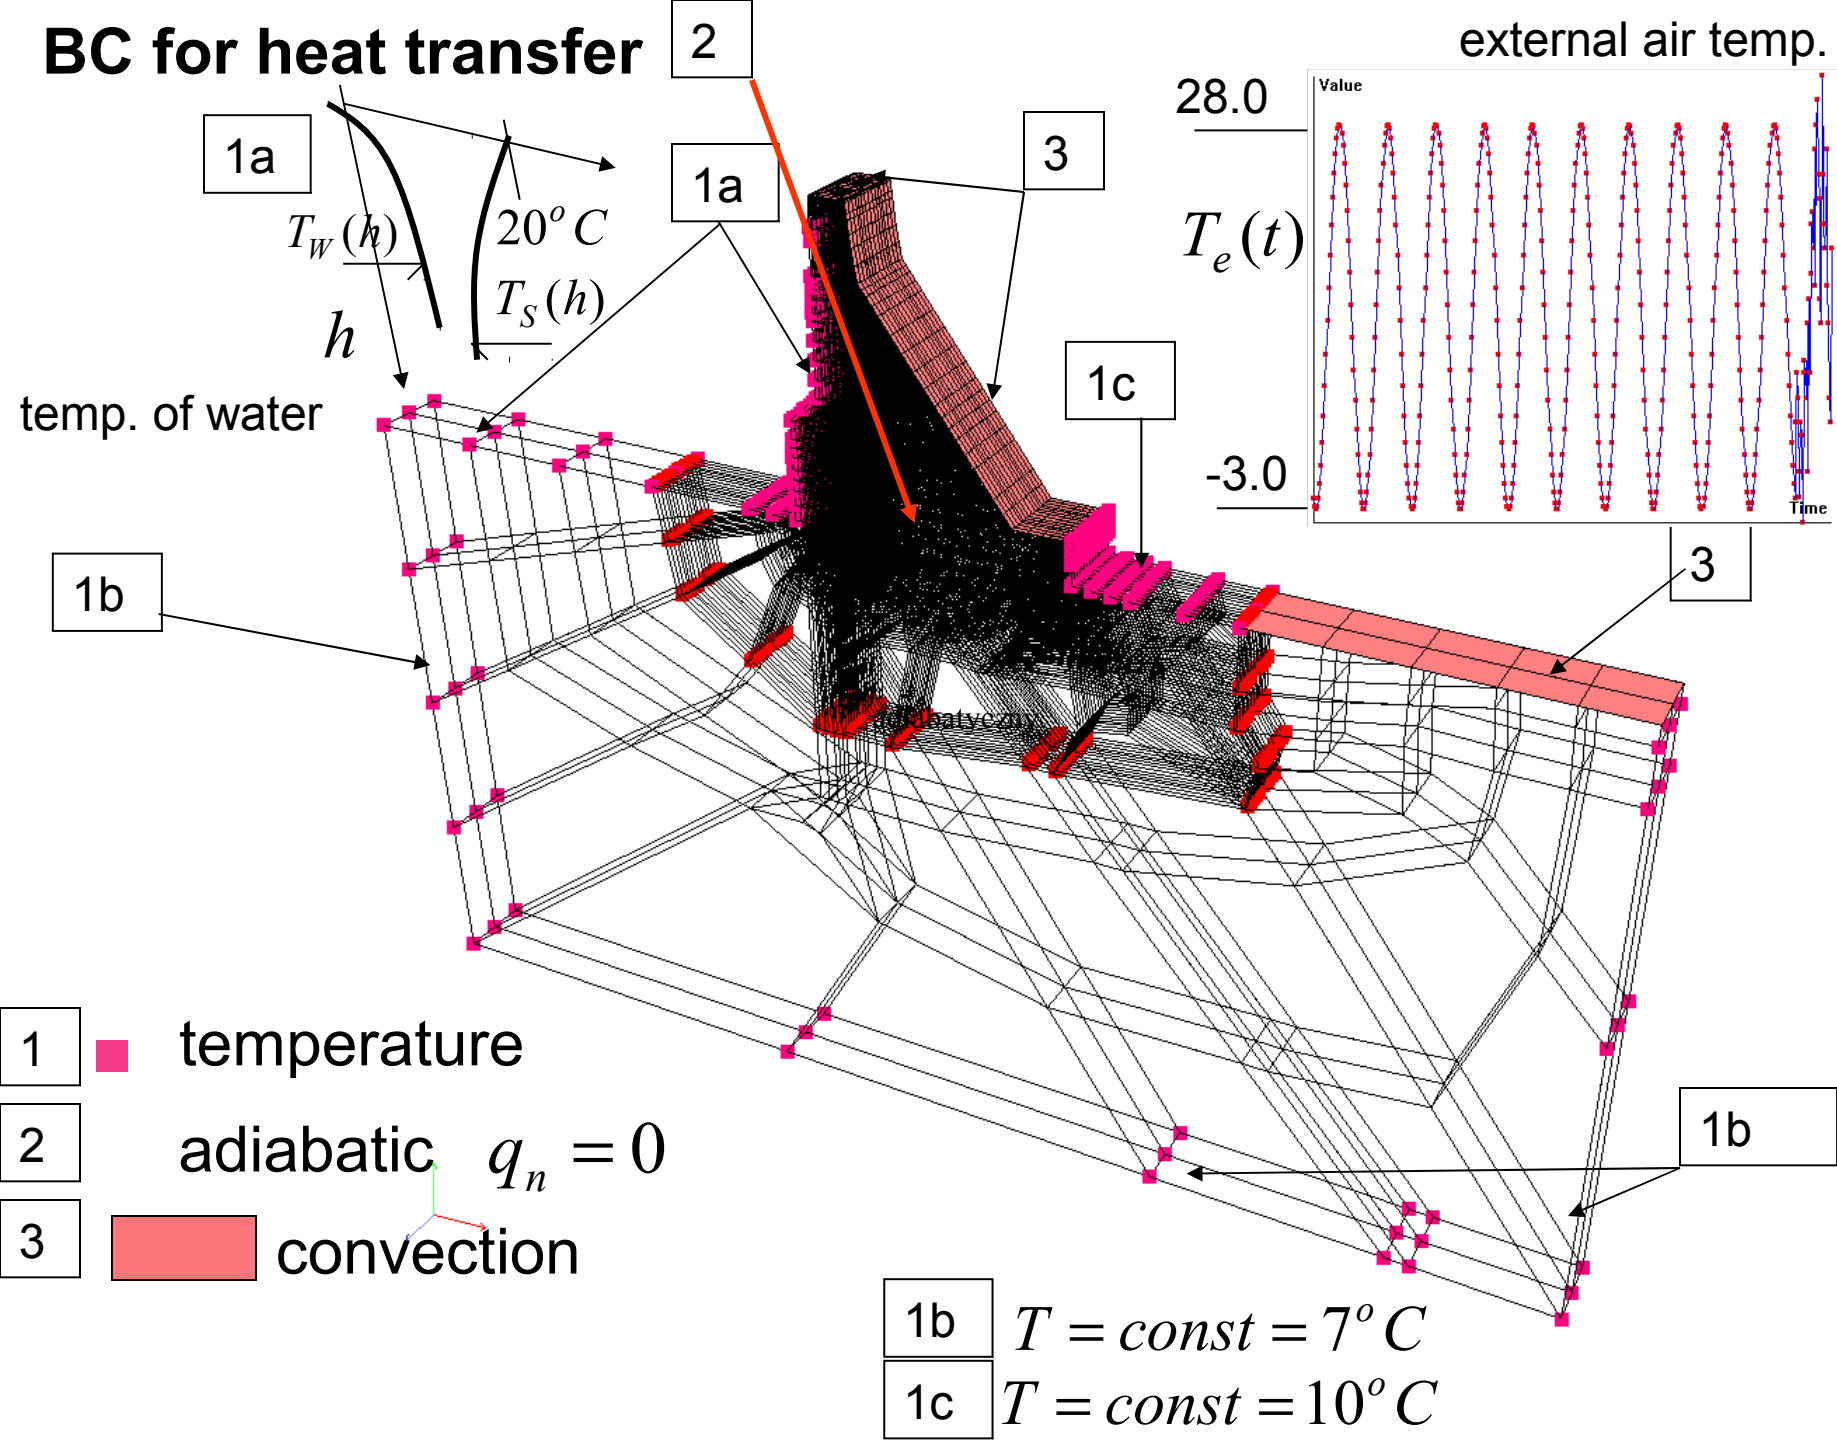 BC for heat transfer
2
external air temp.
Value
28.0
1a
1a
3
T_W(h)
20° C
T_e(t)
T_S(h)
h
1c
temp. of water
-3.0
Time
3
1b
adiabatyczny
1
temperature
2
adiabatic q_n = 0
1b
3
convection
1b T = const = 7° C
1c T = const = 10° C